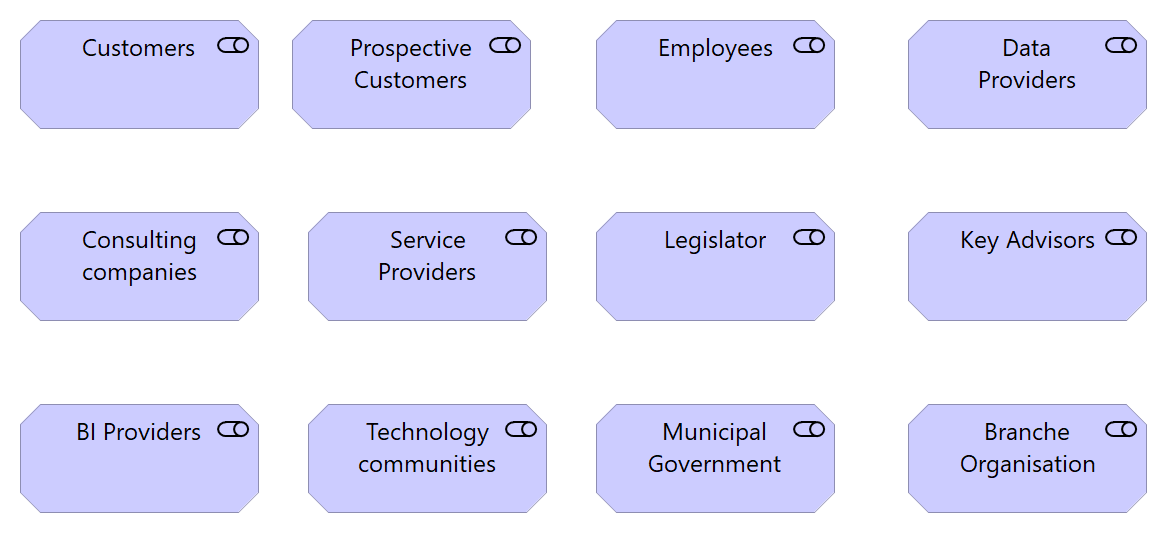 Customers
Prospective
Customers
Employees
Data
Providers
Consulting
companies
Service
Providers
Legislator
Key Advisors
BI Providers
Technology
communities
Municipal
Government
Branche
Organisation